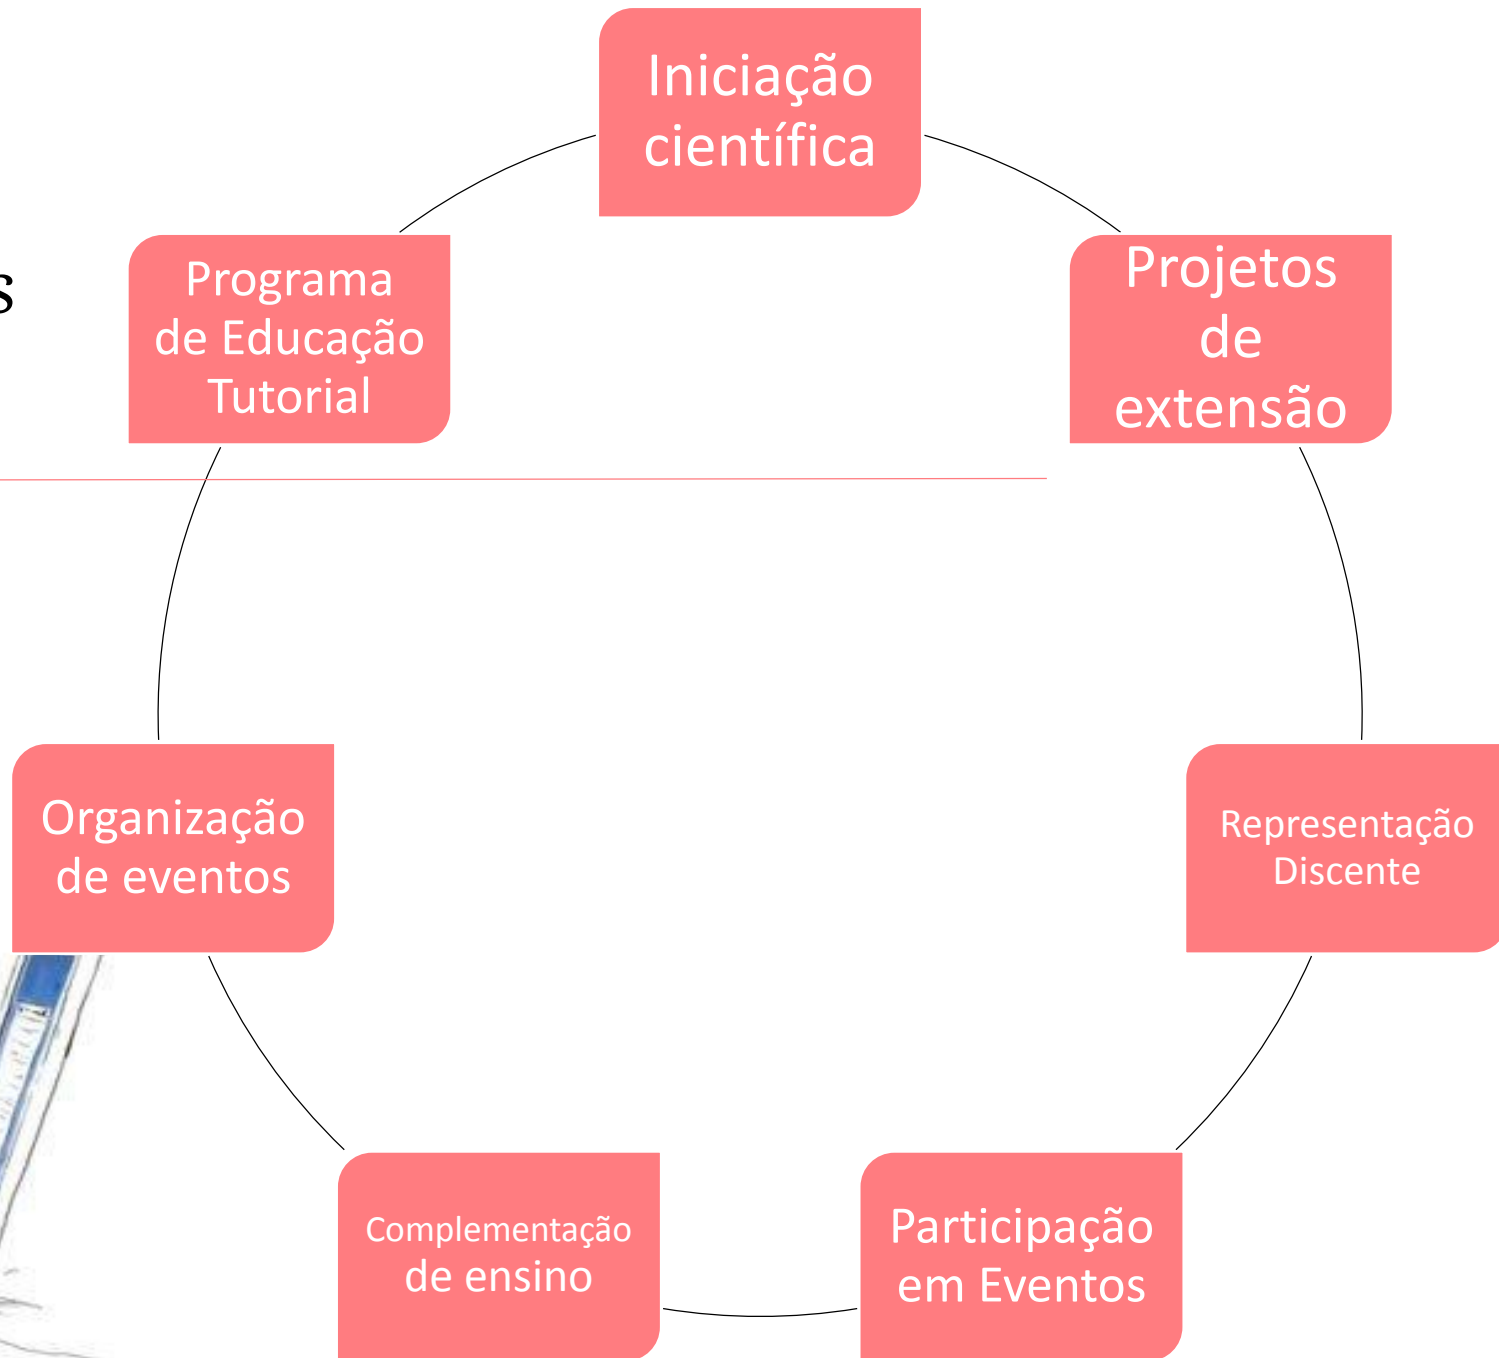 Iniciação
científica
Projetos
de
extensão
Representação
Discente
Participação
em Eventos
Complementação
de ensino
Organização
de eventos
Programa
de Educação
Tutorial
s